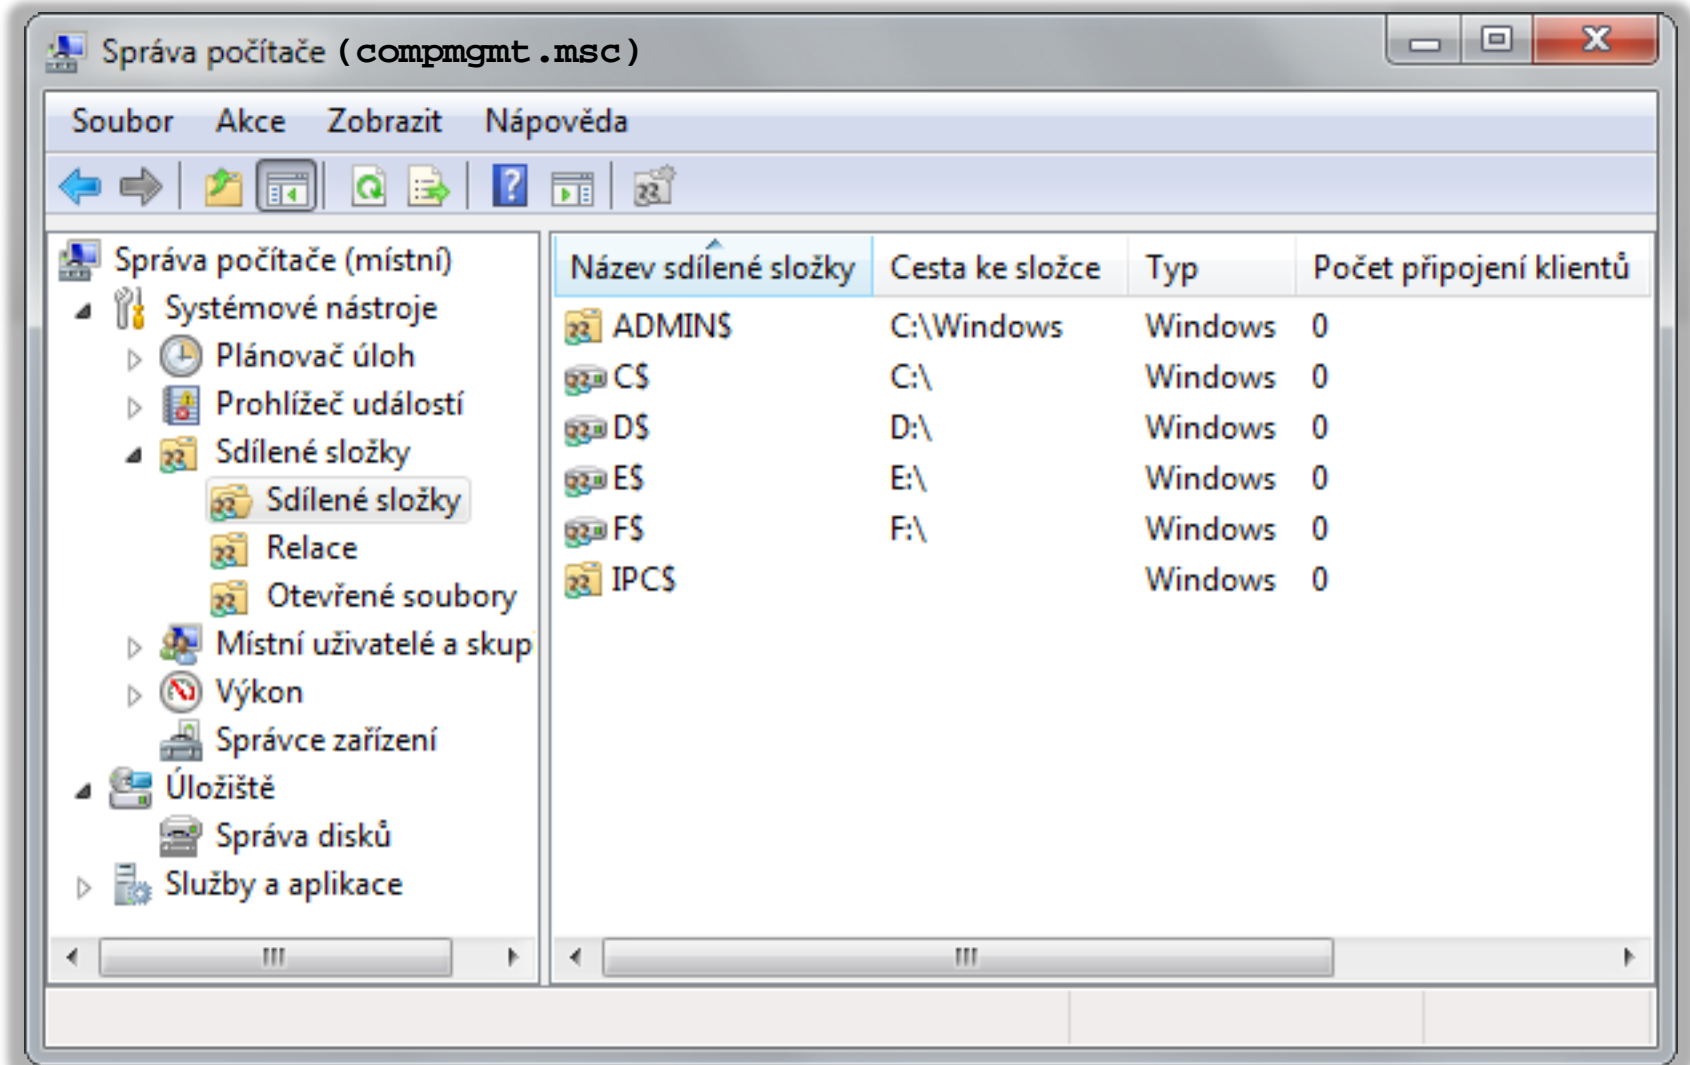 Správa počítače (compmgmt.msc)
Soubor Akce Zobrazit Nápověda
Správa počítače (místní)
Systémové nástroje
Plánovač úloh
Prohlížeč událostí
Sdílené složky
Sdílené složky
Relace
Otevřené soubory
Místní uživatelé a skup
Výkon
Správce zařízení
Úložiště
Správa disků
Služby a aplikace
Název sdílené složky Cesta ke složce Typ Počet připojení klientů
ADMIN$ C:\Windows Windows 0
C$ C:\ Windows 0
D$ D:\ Windows 0
E$ E:\ Windows 0
F$ F:\ Windows 0
IPC$ Windows 0